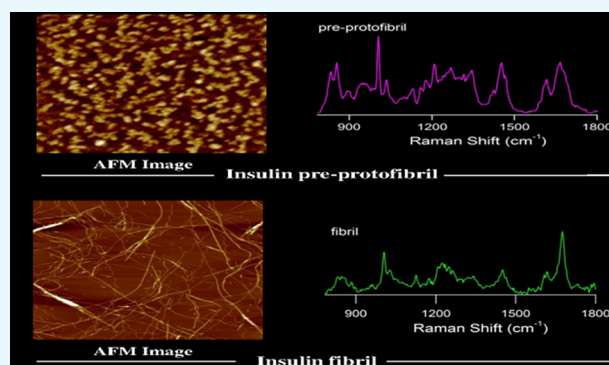 pre-protofibril
900 1200 1500 1800
Raman Shift (cm⁻¹)
AFM Image
Insulin pre-protofibril
fibril
900 1200 1500 1800
Raman Shift (cm⁻¹)
AFM Image
Insulin fibril